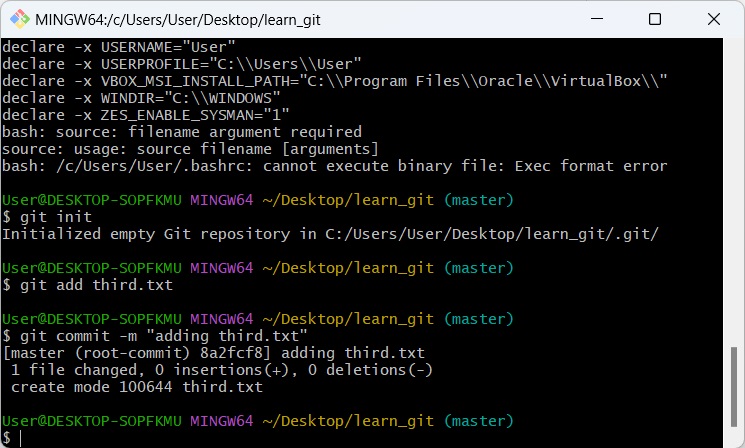 MINGW64:/c/Users/User/Desktop/learn_git
declare -x USERNAME="User"
declare -x USERPROFILE="C:\\Users\\User"
declare -x VBOX_MSI_INSTALL_PATH="C:\\Program Files\\Oracle\\VirtualBox\\"
declare -x WINDIR="C:\\WINDOWS"
declare -x ZES_ENABLE_SYSMAN="1"
bash: source: filename argument required
source: usage: source filename [arguments]
bash: /c/Users/User/.bashrc: cannot execute binary file: Exec format error
User@DESKTOP-SOPFKMU MINGW64 ~/Desktop/learn_git (master)
$ git init
Initialized empty Git repository in C:/Users/User/Desktop/learn_git/.git/
User@DESKTOP-SOPFKMU MINGW64 ~/Desktop/learn_git (master)
$ git add third.txt
User@DESKTOP-SOPFKMU MINGW64 ~/Desktop/learn_git (master)
$ git commit -m "adding third.txt"
[master (root-commit) 8a2fcf8] adding third.txt
 1 file changed, 0 insertions(+), 0 deletions(-)
 create mode 100644 third.txt
User@DESKTOP-SOPFKMU MINGW64 ~/Desktop/learn_git (master)
$